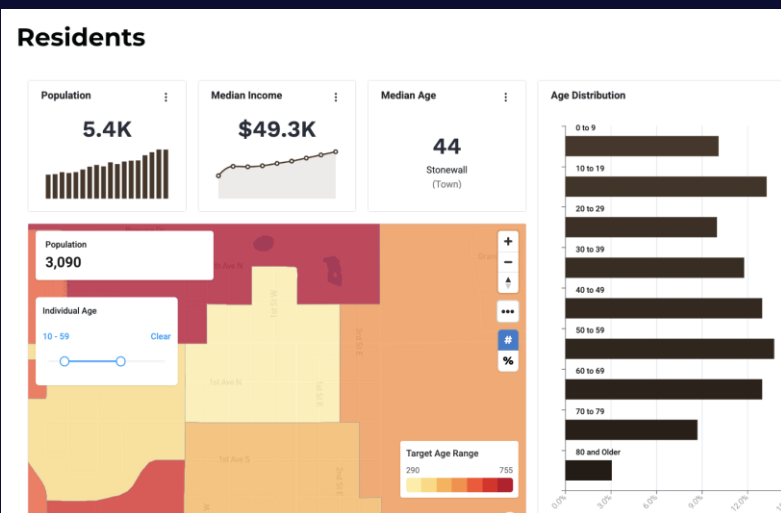 Residents
Population
5.4K
Median Income
$49.3K
Median Age
44
Stonewall
(Town)
Age Distribution
0 to 9
10 to 19
20 to 29
30 to 39
40 to 49
50 to 59
60 to 69
70 to 79
80 and Older
0.0%
3.0%
6.0%
9.0%
12.0%
Population
3,090
Individual Age
10 - 59
Clear
+
−
#
%
1st Ave N
1st Ave S
1st St E
2nd St E
Target Age Range
290
755